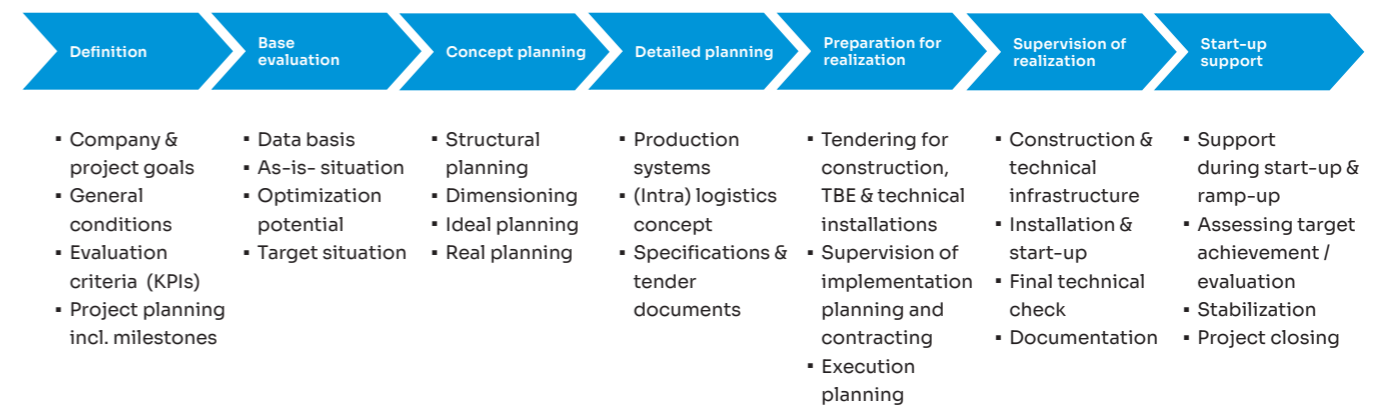 Definition
Base
evaluation
Concept planning
Detailed planning
Preparation for
realization
Supervision of
realization
Start-up
support
▪ Company &
project goals
▪ General
conditions
▪ Evaluation
criteria (KPIs)
▪ Project planning
incl. milestones
▪ Data basis
▪ As-is- situation
▪ Optimization
potential
▪ Target situation
▪ Structural
planning
▪ Dimensioning
▪ Ideal planning
▪ Real planning
▪ Production
systems
▪ (Intra) logistics
concept
▪ Specifications &
tender
documents
▪ Tendering for
construction,
TBE & technical
installations
▪ Supervision of
implementation
planning and
contracting
▪ Execution
planning
▪ Construction &
technical
infrastructure
▪ Installation &
start-up
▪ Final technical
check
▪ Documentation
▪ Support
during start-up &
ramp-up
▪ Assessing target
achievement /
evaluation
▪ Stabilization
▪ Project closing